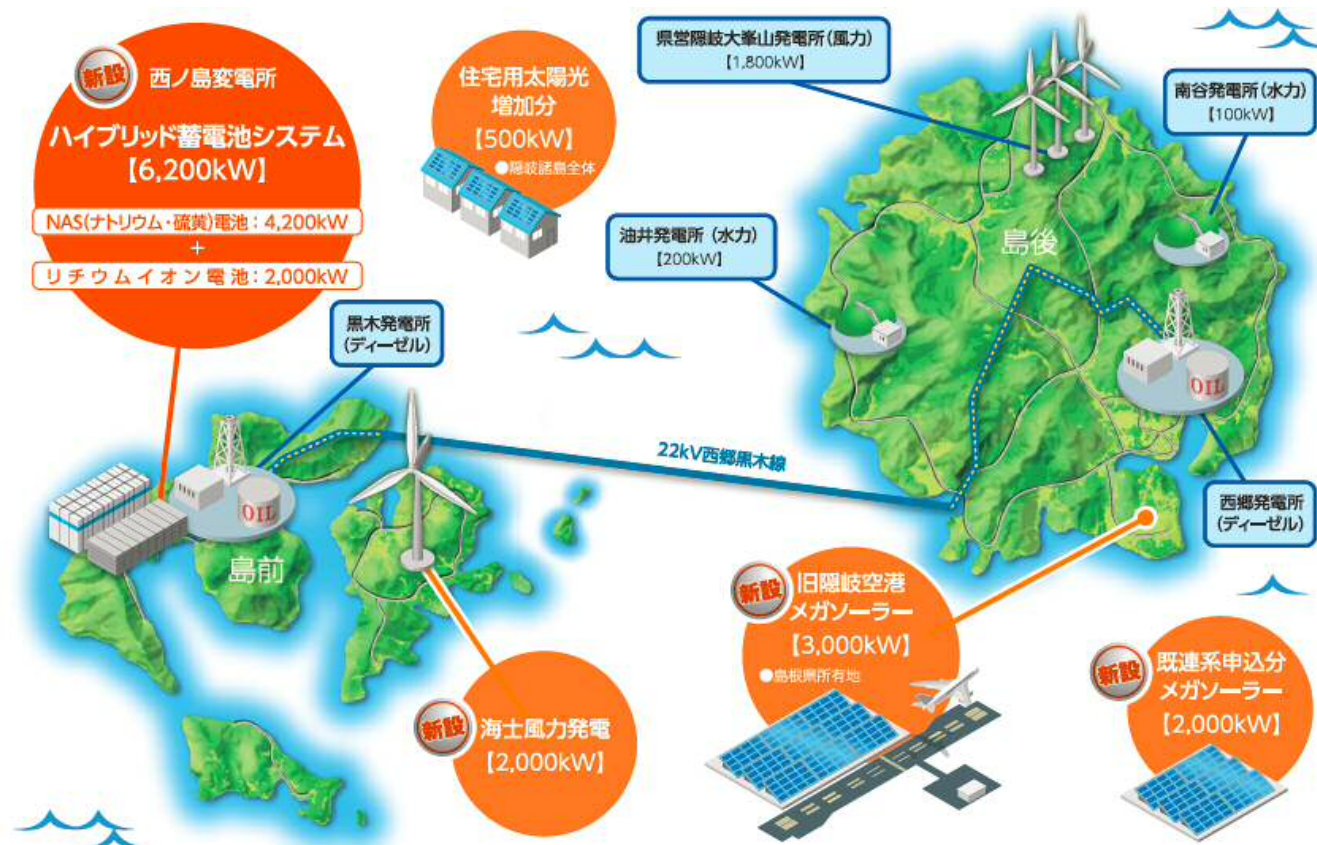 新設
西ノ島変電所
ハイブリッド蓄電池システム
【6,200kW】
NAS(ナトリウム・硫黄)電池：4,200kW
+
リチウムイオン電池：2,000kW
住宅用太陽光
増加分
【500kW】
●隠岐諸島全体
県営隠岐大峯山発電所(風力)
【1,800kW】
南谷発電所(水力)
【100kW】
油井発電所(水力)
【200kW】
島後
黒木発電所
(ディーゼル)
OIL
22kV西郷黒木線
OIL
西郷発電所
(ディーゼル)
島前
新設
海士風力発電
【2,000kW】
新設
旧隠岐空港
メガソーラー
【3,000kW】
●島根県所有地
新設
既連系申込分
メガソーラー
【2,000kW】